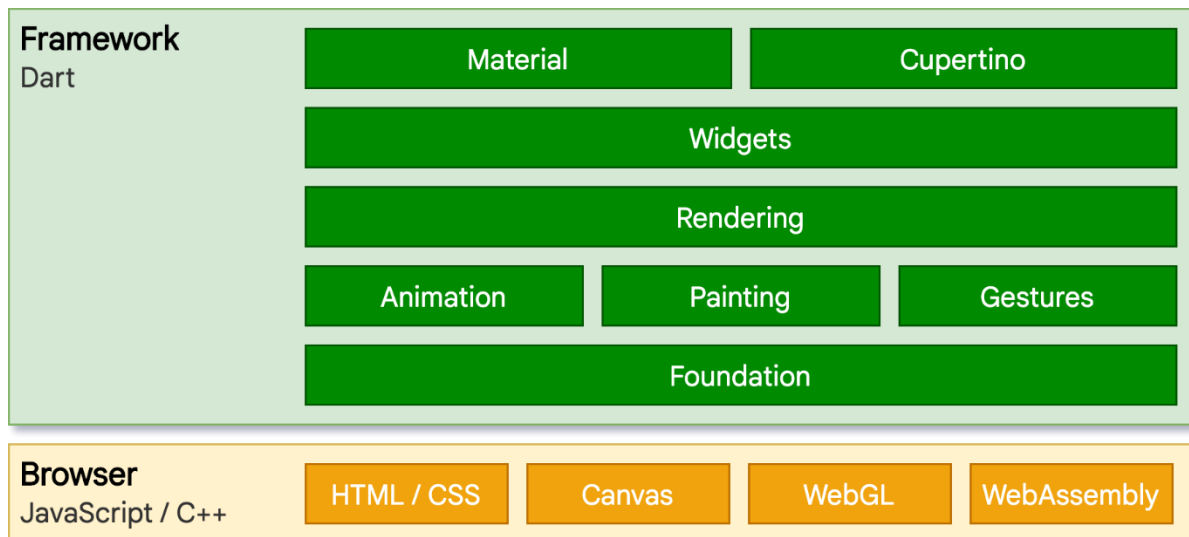 Framework
Dart
Material
Cupertino
Widgets
Rendering
Animation
Painting
Gestures
Foundation
Browser
JavaScript / C++
HTML / CSS
Canvas
WebGL
WebAssembly